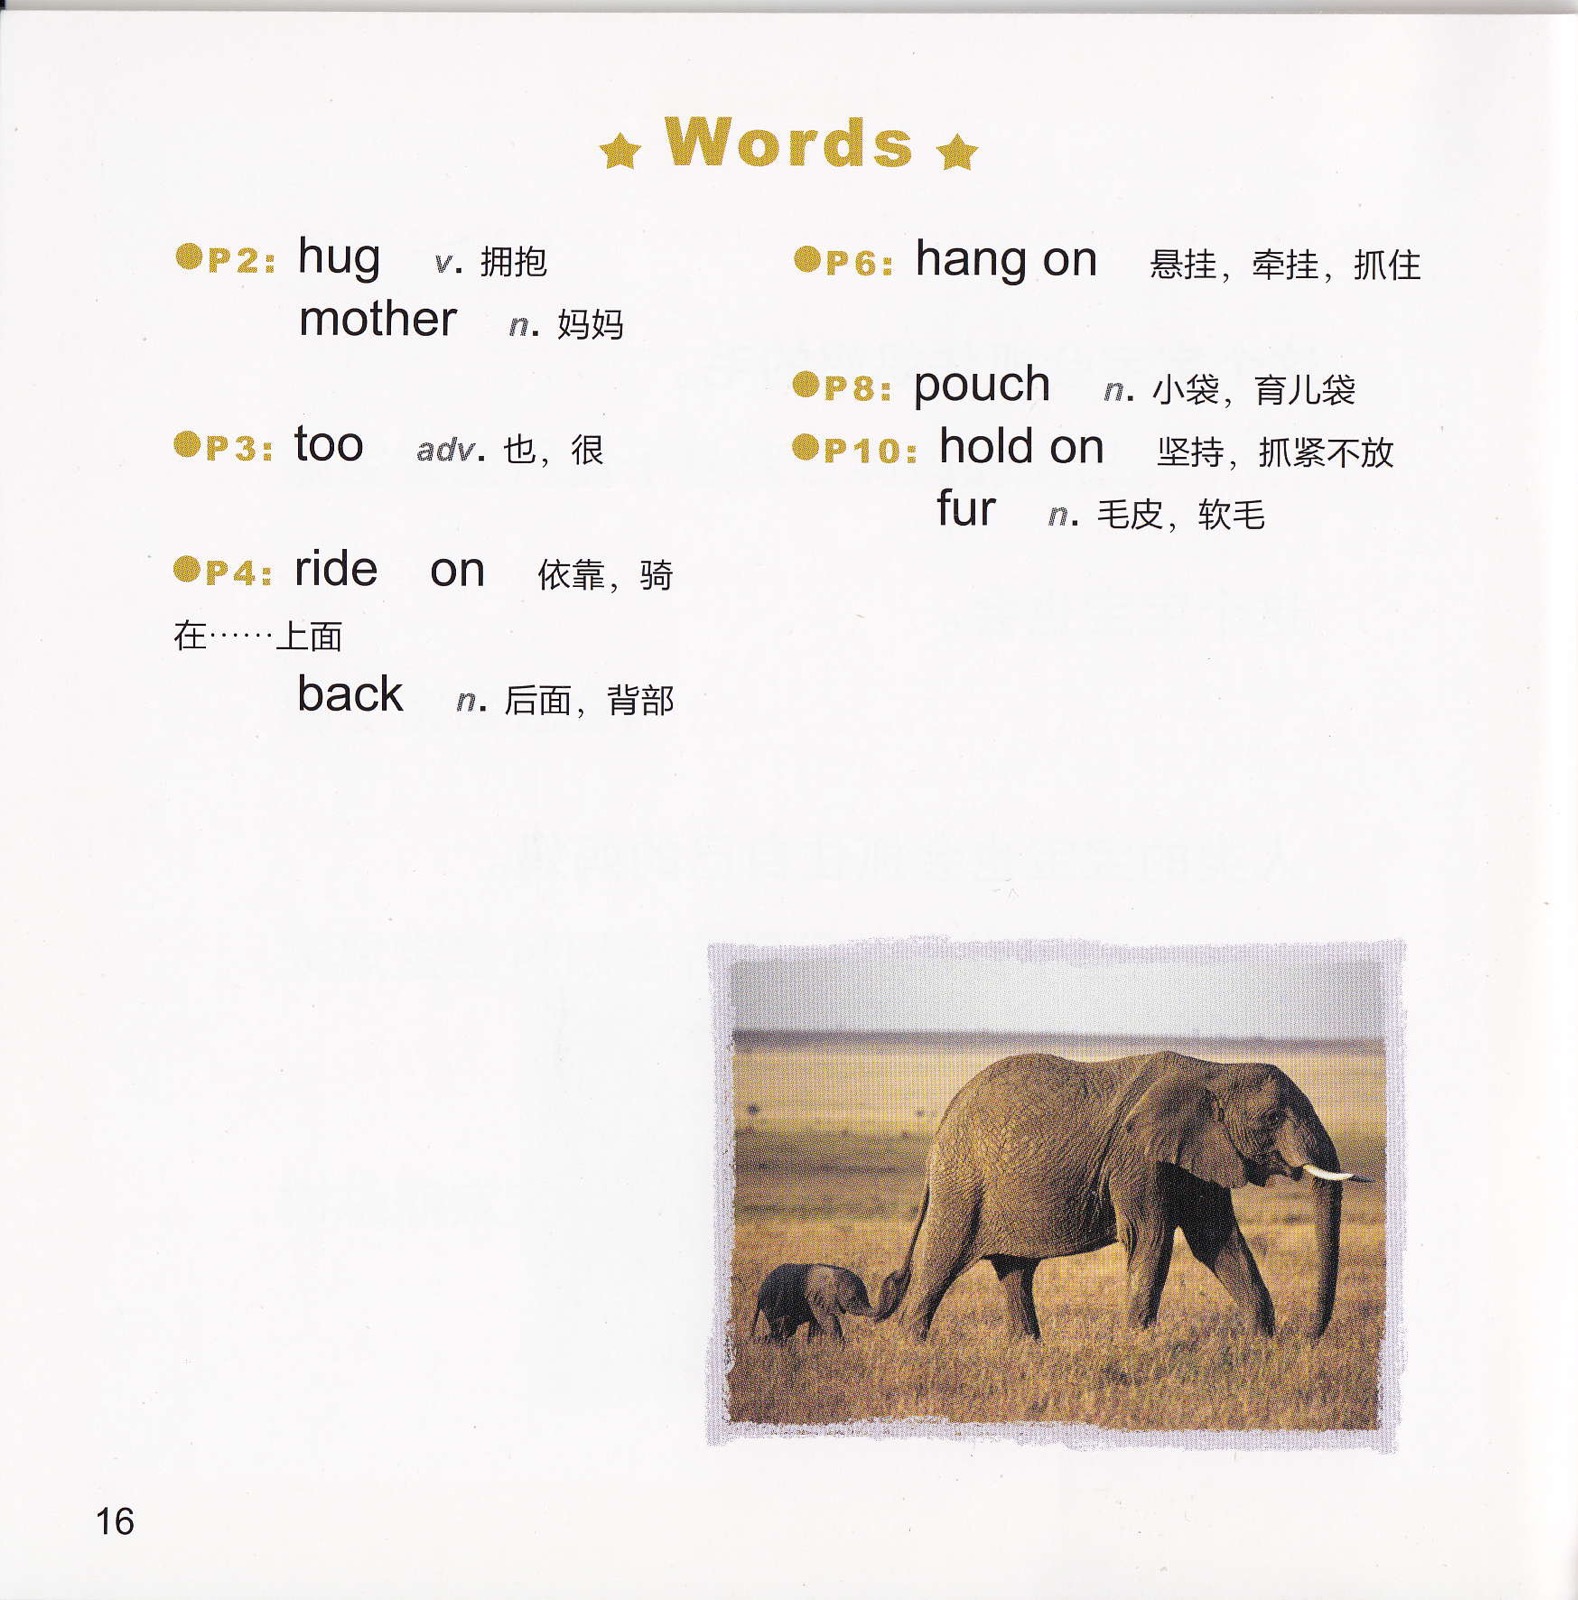 Words
P2: hug v. 拥抱
mother n. 妈妈
P3: too adv. 也，很
P4: ride on 依靠，骑
在……上面
back n. 后面，背部
P6: hang on 悬挂，牵挂，抓住
P8: pouch n. 小袋，育儿袋
P10: hold on 坚持，抓紧不放
fur n. 毛皮，软毛
16